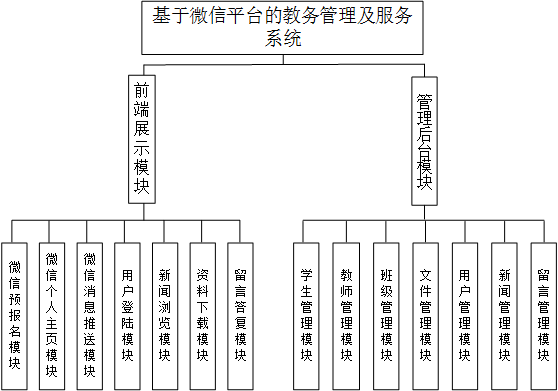 基于微信平台的教务管理及服务
系统
前端展示模块
管理后台模块
微信预报名模块
微信个人主页模块
微信消息推送模块
用户登陆模块
新闻浏览模块
资料下载模块
留言答复模块
学生管理模块
教师管理模块
班级管理模块
文件管理模块
用户管理模块
新闻管理模块
留言管理模块